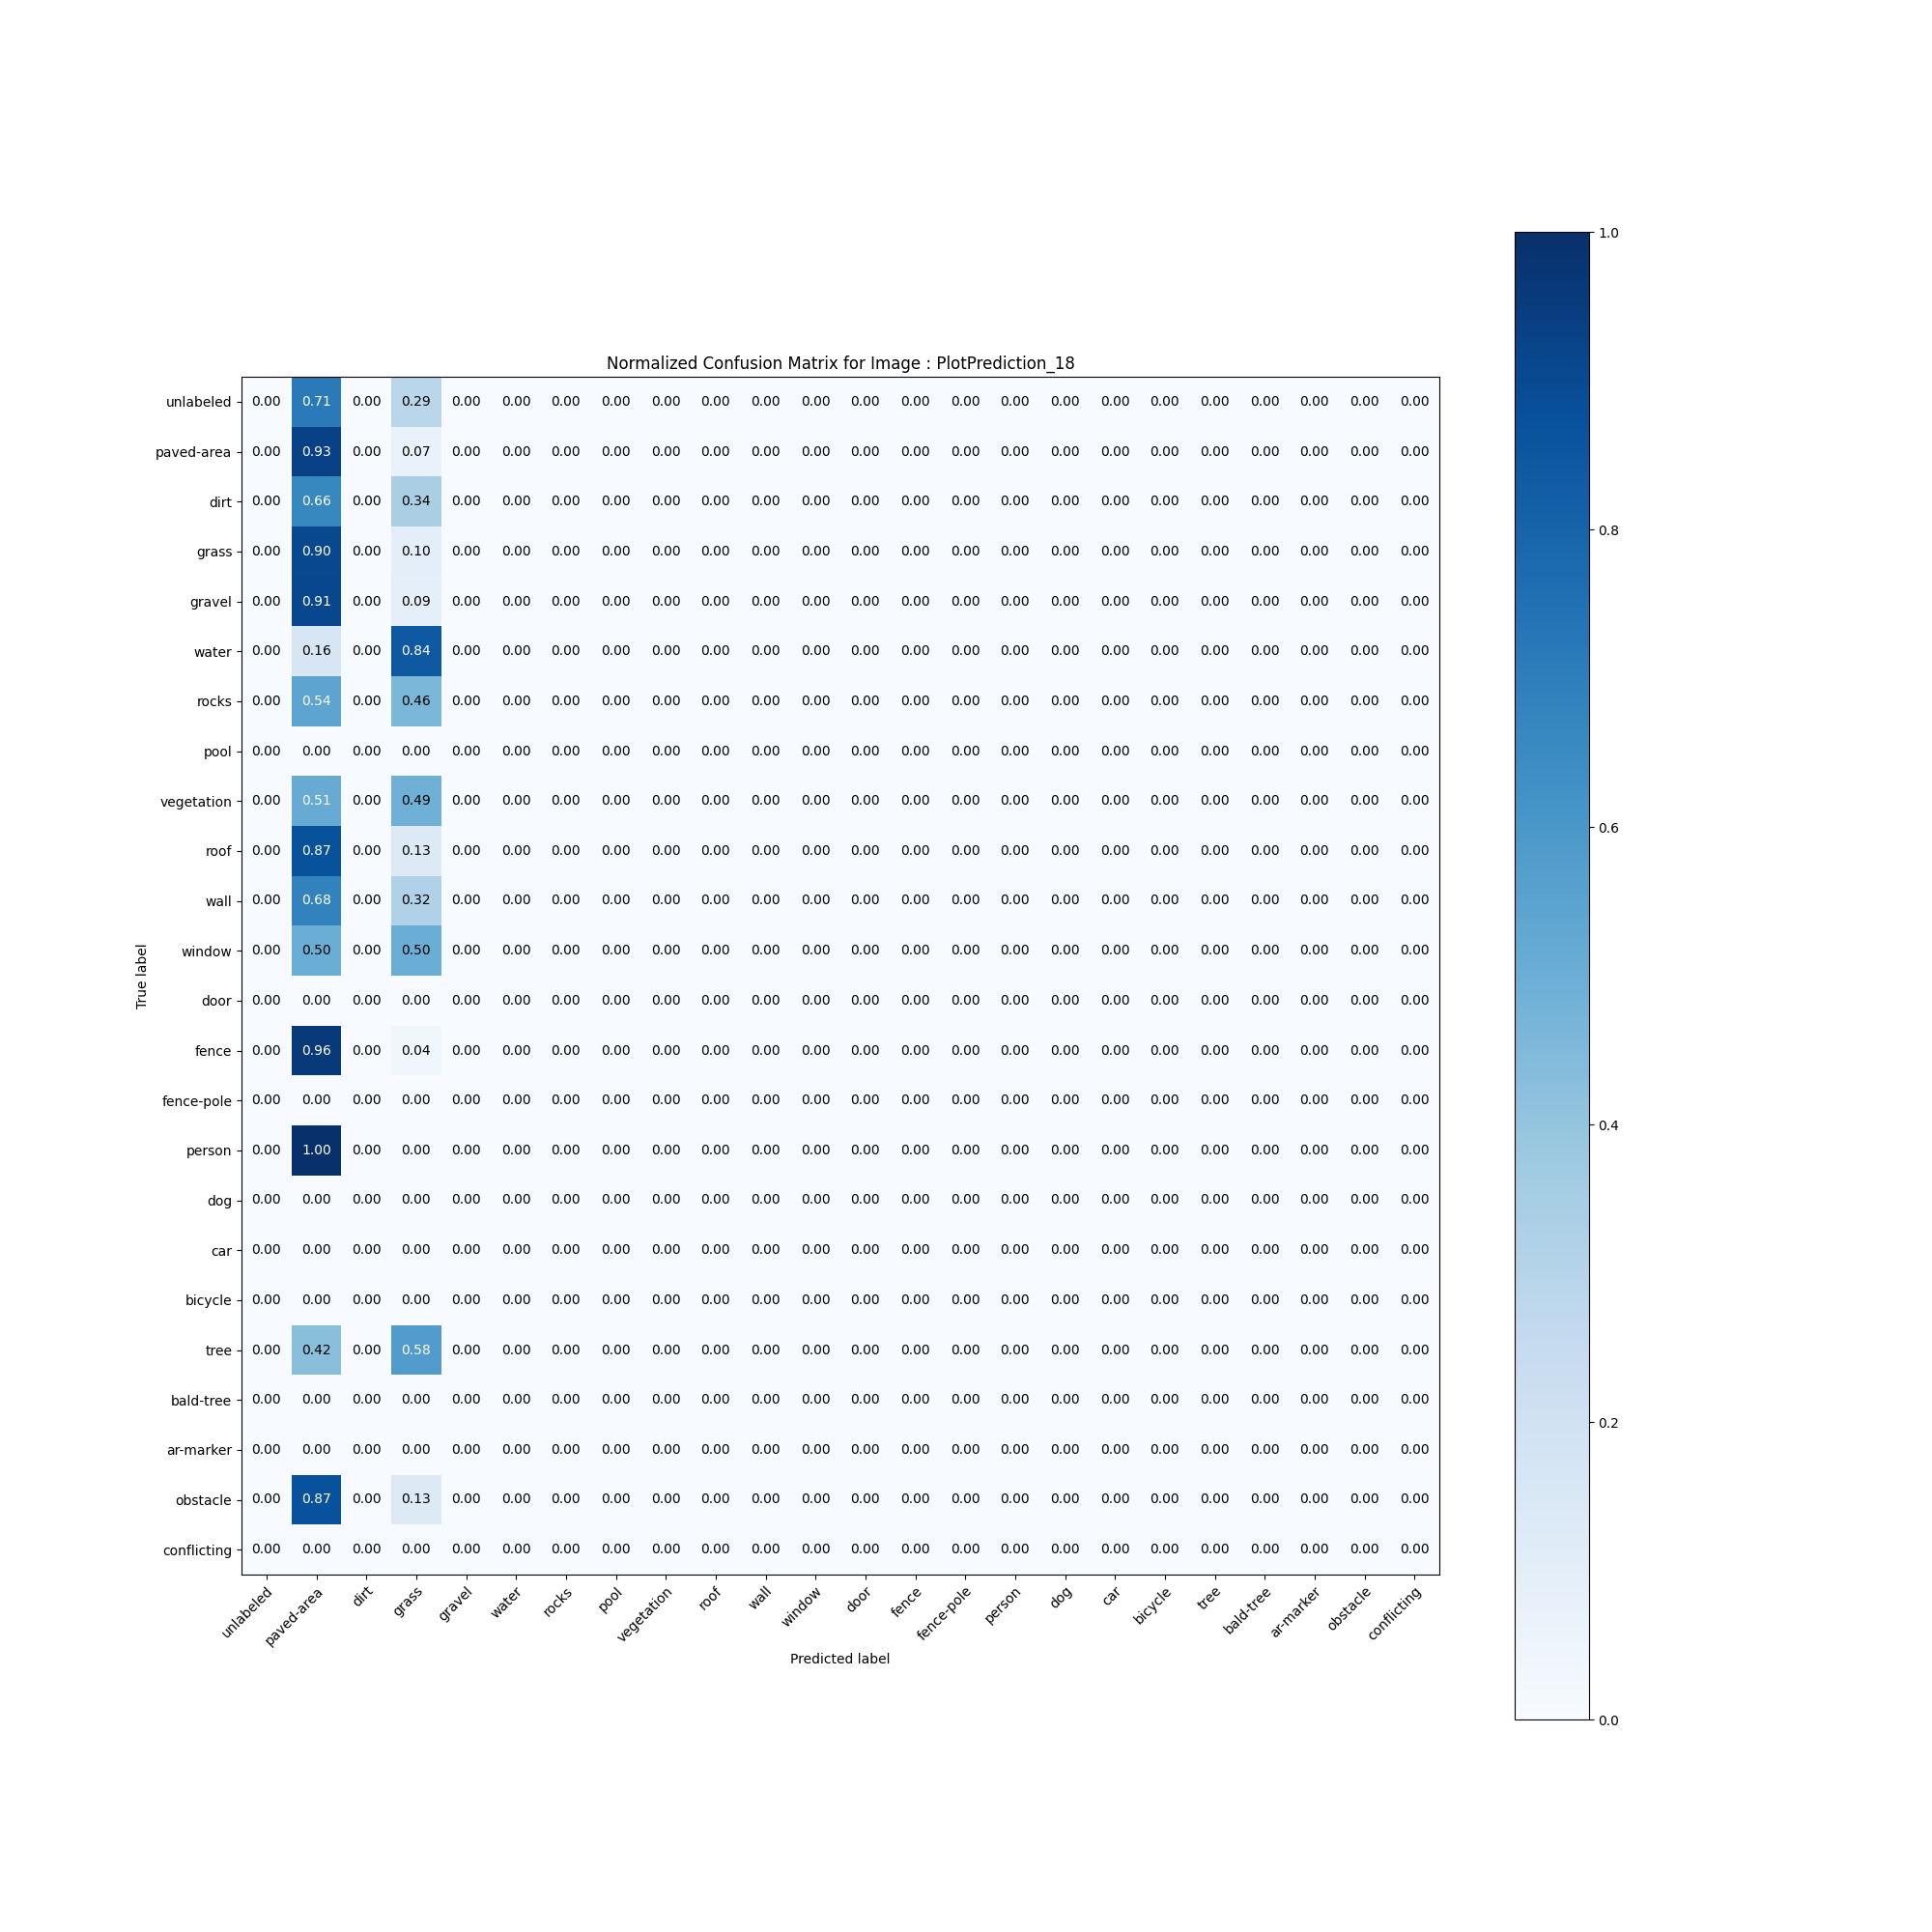 Normalized Confusion Matrix for Image : PlotPrediction_18
unlabeled 0.00 0.71 0.00 0.29 0.00 0.00 0.00 0.00 0.00 0.00 0.00 0.00 0.00 0.00 0.00 0.00 0.00 0.00 0.00 0.00 0.00 0.00 0.00 0.00
paved-area 0.00 0.93 0.00 0.07 0.00 0.00 0.00 0.00 0.00 0.00 0.00 0.00 0.00 0.00 0.00 0.00 0.00 0.00 0.00 0.00 0.00 0.00 0.00 0.00
dirt 0.00 0.66 0.00 0.34 0.00 0.00 0.00 0.00 0.00 0.00 0.00 0.00 0.00 0.00 0.00 0.00 0.00 0.00 0.00 0.00 0.00 0.00 0.00 0.00
grass 0.00 0.90 0.00 0.10 0.00 0.00 0.00 0.00 0.00 0.00 0.00 0.00 0.00 0.00 0.00 0.00 0.00 0.00 0.00 0.00 0.00 0.00 0.00 0.00
gravel 0.00 0.91 0.00 0.09 0.00 0.00 0.00 0.00 0.00 0.00 0.00 0.00 0.00 0.00 0.00 0.00 0.00 0.00 0.00 0.00 0.00 0.00 0.00 0.00
water 0.00 0.16 0.00 0.84 0.00 0.00 0.00 0.00 0.00 0.00 0.00 0.00 0.00 0.00 0.00 0.00 0.00 0.00 0.00 0.00 0.00 0.00 0.00 0.00
rocks 0.00 0.54 0.00 0.46 0.00 0.00 0.00 0.00 0.00 0.00 0.00 0.00 0.00 0.00 0.00 0.00 0.00 0.00 0.00 0.00 0.00 0.00 0.00 0.00
pool 0.00 0.00 0.00 0.00 0.00 0.00 0.00 0.00 0.00 0.00 0.00 0.00 0.00 0.00 0.00 0.00 0.00 0.00 0.00 0.00 0.00 0.00 0.00 0.00
vegetation 0.00 0.51 0.00 0.49 0.00 0.00 0.00 0.00 0.00 0.00 0.00 0.00 0.00 0.00 0.00 0.00 0.00 0.00 0.00 0.00 0.00 0.00 0.00 0.00
roof 0.00 0.87 0.00 0.13 0.00 0.00 0.00 0.00 0.00 0.00 0.00 0.00 0.00 0.00 0.00 0.00 0.00 0.00 0.00 0.00 0.00 0.00 0.00 0.00
wall 0.00 0.68 0.00 0.32 0.00 0.00 0.00 0.00 0.00 0.00 0.00 0.00 0.00 0.00 0.00 0.00 0.00 0.00 0.00 0.00 0.00 0.00 0.00 0.00
window 0.00 0.50 0.00 0.50 0.00 0.00 0.00 0.00 0.00 0.00 0.00 0.00 0.00 0.00 0.00 0.00 0.00 0.00 0.00 0.00 0.00 0.00 0.00 0.00
door 0.00 0.00 0.00 0.00 0.00 0.00 0.00 0.00 0.00 0.00 0.00 0.00 0.00 0.00 0.00 0.00 0.00 0.00 0.00 0.00 0.00 0.00 0.00 0.00
fence 0.00 0.96 0.00 0.04 0.00 0.00 0.00 0.00 0.00 0.00 0.00 0.00 0.00 0.00 0.00 0.00 0.00 0.00 0.00 0.00 0.00 0.00 0.00 0.00
fence-pole 0.00 0.00 0.00 0.00 0.00 0.00 0.00 0.00 0.00 0.00 0.00 0.00 0.00 0.00 0.00 0.00 0.00 0.00 0.00 0.00 0.00 0.00 0.00 0.00
person 0.00 1.00 0.00 0.00 0.00 0.00 0.00 0.00 0.00 0.00 0.00 0.00 0.00 0.00 0.00 0.00 0.00 0.00 0.00 0.00 0.00 0.00 0.00 0.00
dog 0.00 0.00 0.00 0.00 0.00 0.00 0.00 0.00 0.00 0.00 0.00 0.00 0.00 0.00 0.00 0.00 0.00 0.00 0.00 0.00 0.00 0.00 0.00 0.00
car 0.00 0.00 0.00 0.00 0.00 0.00 0.00 0.00 0.00 0.00 0.00 0.00 0.00 0.00 0.00 0.00 0.00 0.00 0.00 0.00 0.00 0.00 0.00 0.00
bicycle 0.00 0.00 0.00 0.00 0.00 0.00 0.00 0.00 0.00 0.00 0.00 0.00 0.00 0.00 0.00 0.00 0.00 0.00 0.00 0.00 0.00 0.00 0.00 0.00
tree 0.00 0.42 0.00 0.58 0.00 0.00 0.00 0.00 0.00 0.00 0.00 0.00 0.00 0.00 0.00 0.00 0.00 0.00 0.00 0.00 0.00 0.00 0.00 0.00
bald-tree 0.00 0.00 0.00 0.00 0.00 0.00 0.00 0.00 0.00 0.00 0.00 0.00 0.00 0.00 0.00 0.00 0.00 0.00 0.00 0.00 0.00 0.00 0.00 0.00
ar-marker 0.00 0.00 0.00 0.00 0.00 0.00 0.00 0.00 0.00 0.00 0.00 0.00 0.00 0.00 0.00 0.00 0.00 0.00 0.00 0.00 0.00 0.00 0.00 0.00
obstacle 0.00 0.87 0.00 0.13 0.00 0.00 0.00 0.00 0.00 0.00 0.00 0.00 0.00 0.00 0.00 0.00 0.00 0.00 0.00 0.00 0.00 0.00 0.00 0.00
conflicting 0.00 0.00 0.00 0.00 0.00 0.00 0.00 0.00 0.00 0.00 0.00 0.00 0.00 0.00 0.00 0.00 0.00 0.00 0.00 0.00 0.00 0.00 0.00 0.00
True label
unlabeled paved-area dirt grass gravel water rocks pool vegetation roof wall window door fence fence-pole person dog car bicycle tree bald-tree ar-marker obstacle conflicting
Predicted label
1.0
0.8
0.6
0.4
0.2
0.0